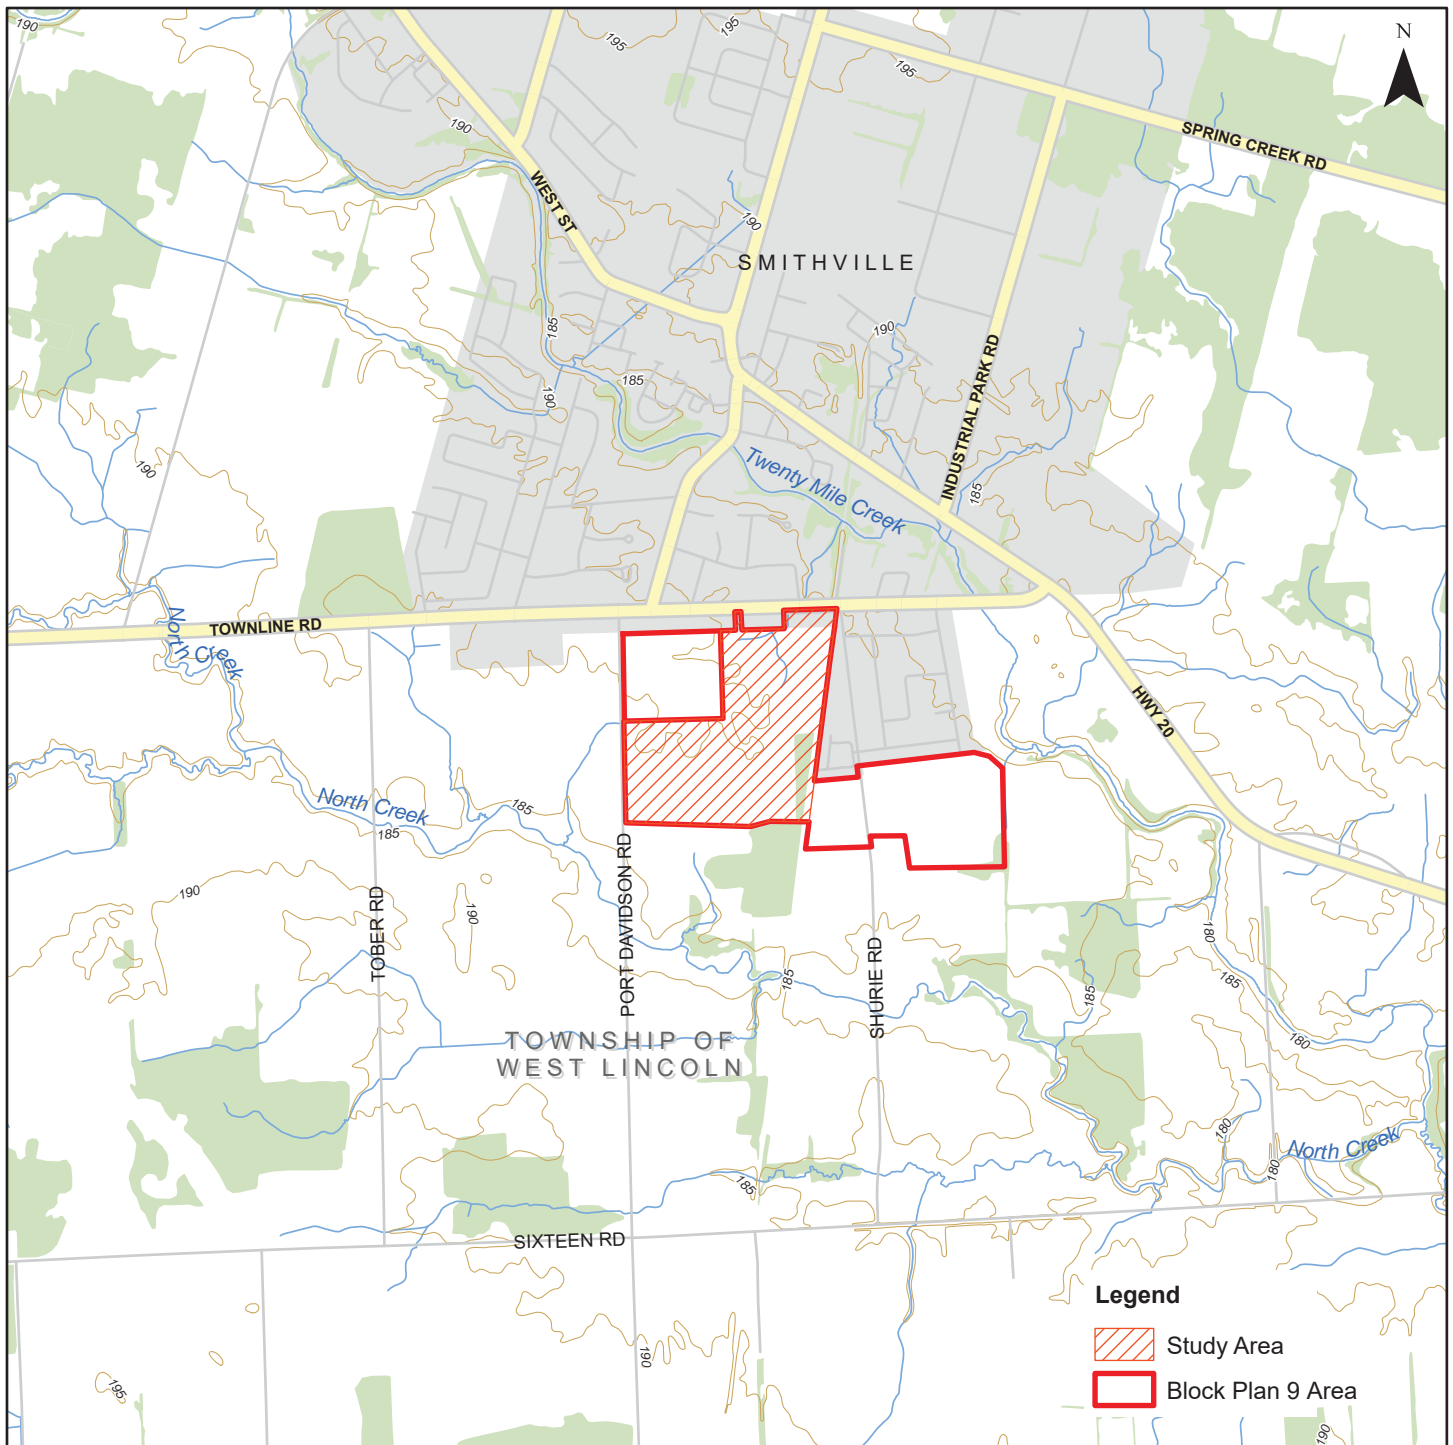 190
195
195
N
195
190
SPRING CREEK RD
WEST ST
190
SMITHVILLE
185
190
INDUSTRIAL PARK RD
185
190
190
Twenty Mile Creek
185
North Creek
TOWNLINE RD
HWY 20
North Creek
185
185
190
TOBER RD
190
PORT DAVIDSON RD
185
SHURIE RD
180
185
185
180
TOWNSHIP OF
WEST LINCOLN
180
North Creek
180
185
SIXTEEN RD
Legend
Study Area
Block Plan 9 Area
190
195
190